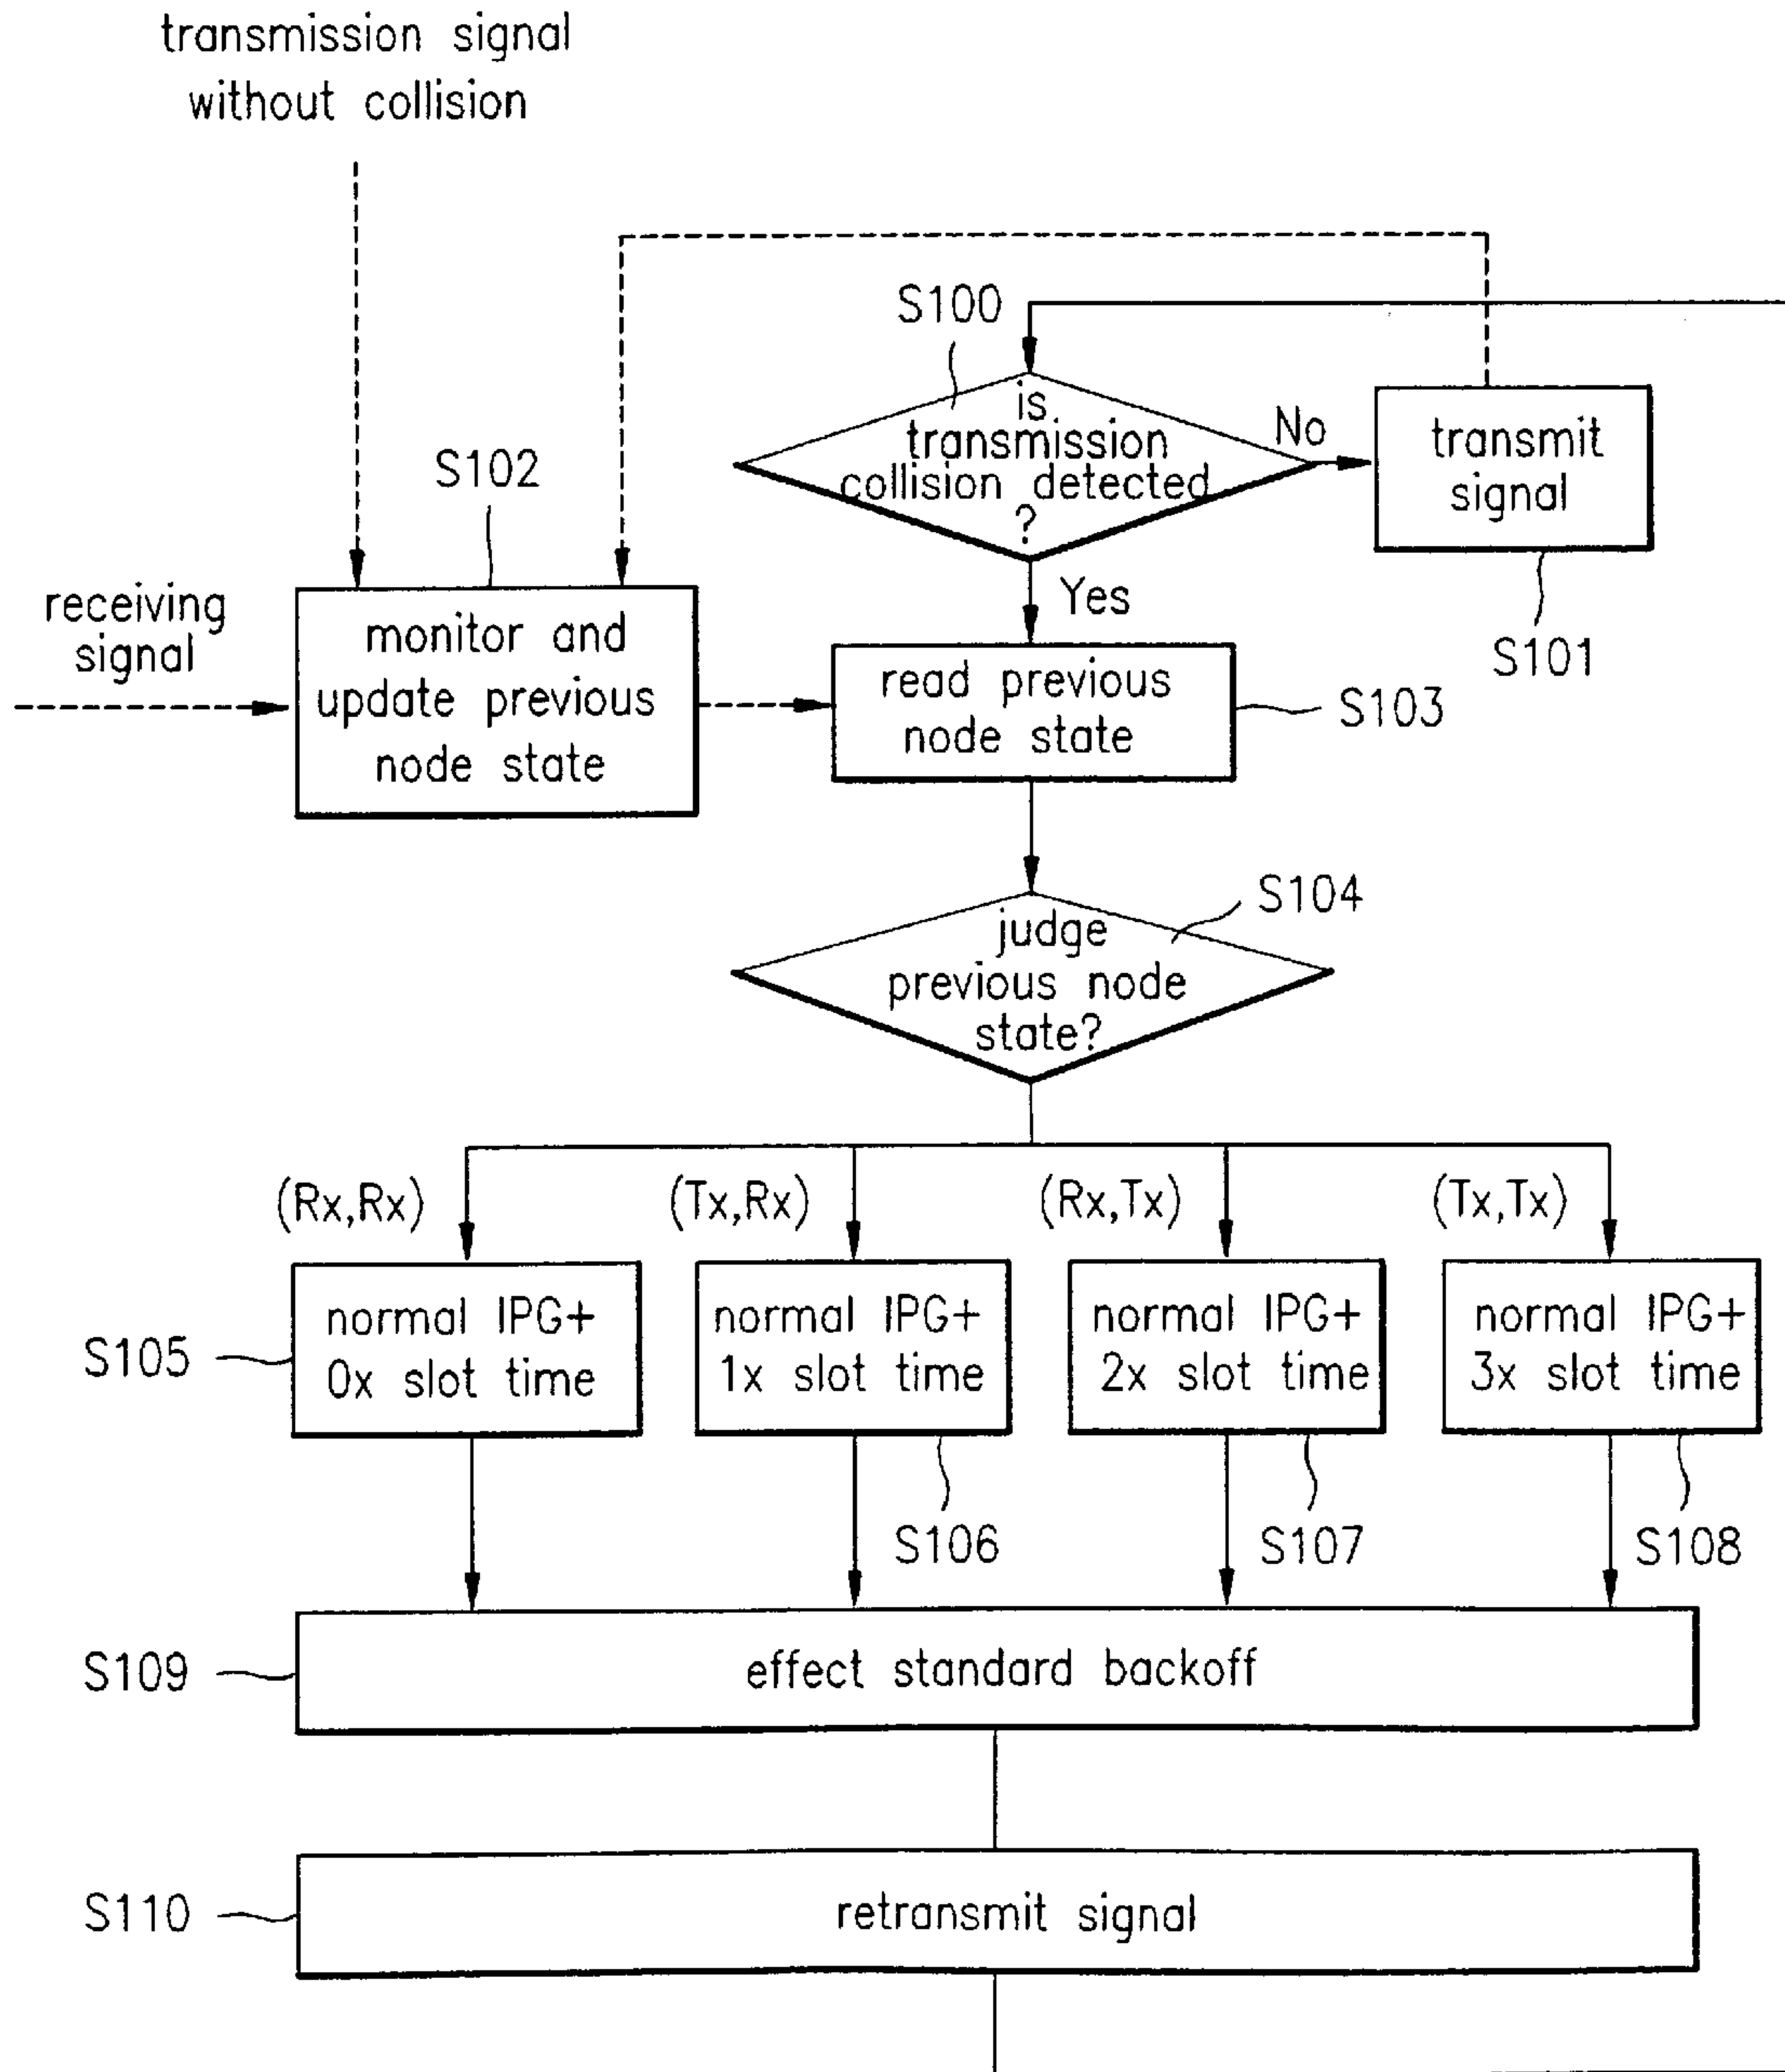 transmission signal
without collision
S100
is
transmission
collision detected
?
No
transmit
signal
S101
S102
receiving
signal
monitor and
update previous
node state
Yes
read previous
node state
S103
S104
judge
previous node
state?
(Rx,Rx)
(Tx,Rx)
(Rx,Tx)
(Tx,Tx)
S105
normal IPG+
0x slot time
normal IPG+
1x slot time
normal IPG+
2x slot time
normal IPG+
3x slot time
S106
S107
S108
S109
effect standard backoff
S110
retransmit signal